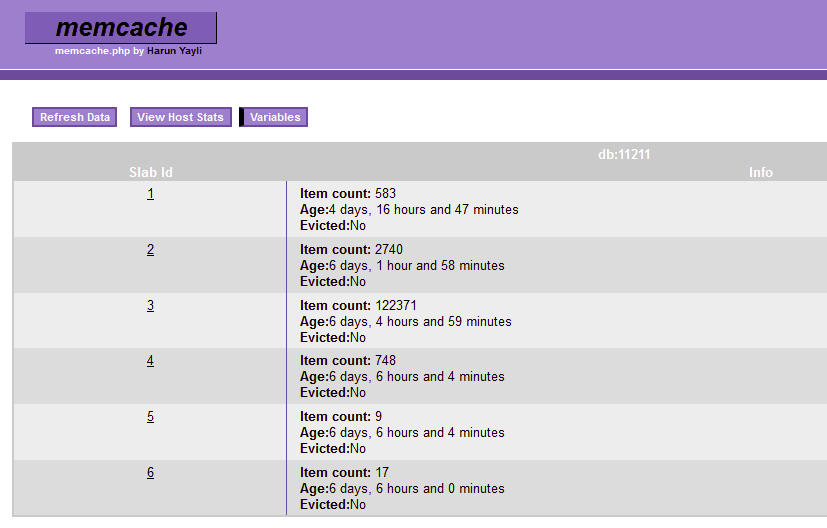 memcache
memcache.php by Harun Yayli
Refresh Data View Host Stats Variables
db:11211
Slab Id Info
1 Item count: 583
Age:4 days, 16 hours and 47 minutes
Evicted:No
2 Item count: 2740
Age:6 days, 1 hour and 58 minutes
Evicted:No
3 Item count: 122371
Age:6 days, 4 hours and 59 minutes
Evicted:No
4 Item count: 748
Age:6 days, 6 hours and 4 minutes
Evicted:No
5 Item count: 9
Age:6 days, 6 hours and 4 minutes
Evicted:No
6 Item count: 17
Age:6 days, 6 hours and 0 minutes
Evicted:No